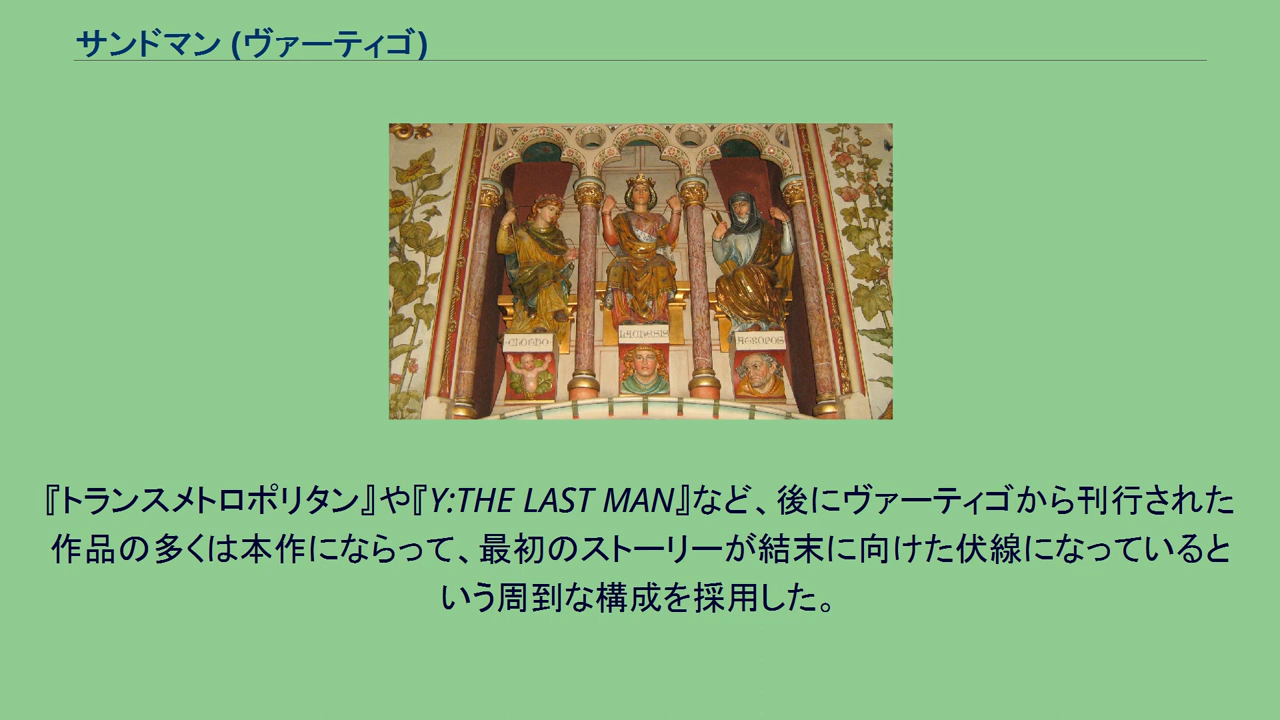 サンドマン (ヴァーティゴ)
CLOTHO
LACHESIS
ATROPOS
『トランスメトロポリタン』や『Y:THE LAST MAN』など、後にヴァーティゴから刊行された
作品の多くは本作にならって、最初のストーリーが結末に向けた伏線になっていると
いう周到な構成を採用した。